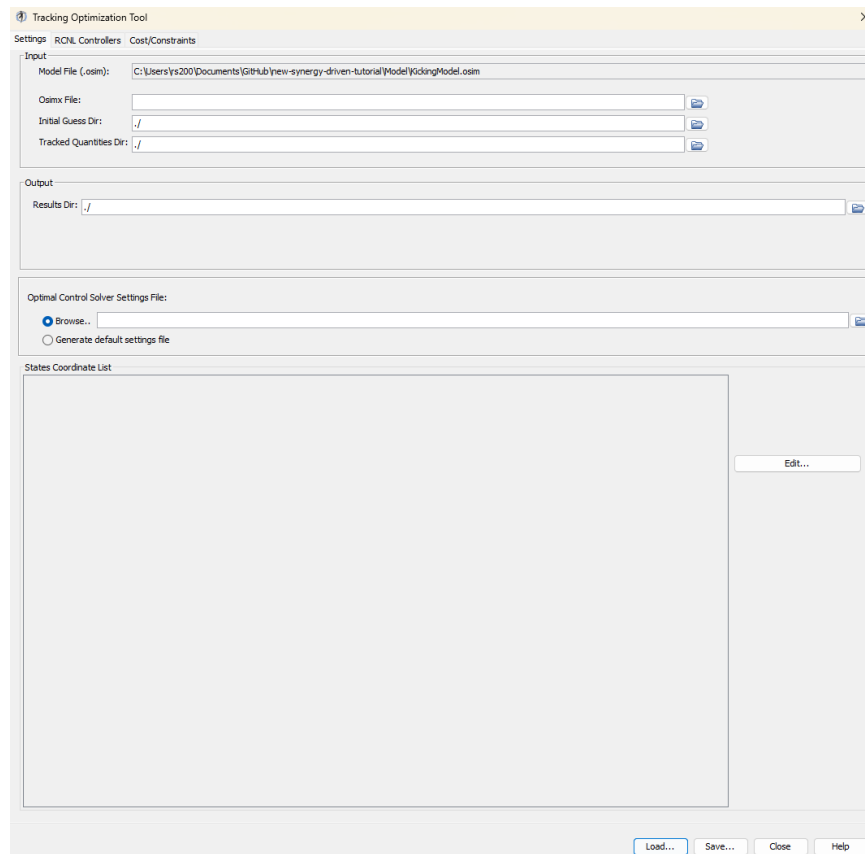 Tracking Optimization Tool
Settings RCNL Controllers Cost/Constraints
Input
Model File (.osim): C:\Users\rs200\Documents\GitHub\new-synergy-driven-tutorial\Model\KickingModel.osim
Osimx File:
Initial Guess Dir: ./
Tracked Quantities Dir: ./
Output
Results Dir: ./
Optimal Control Solver Settings File:
Browse..
Generate default settings file
States Coordinate List
Edit...
Load... Save... Close Help